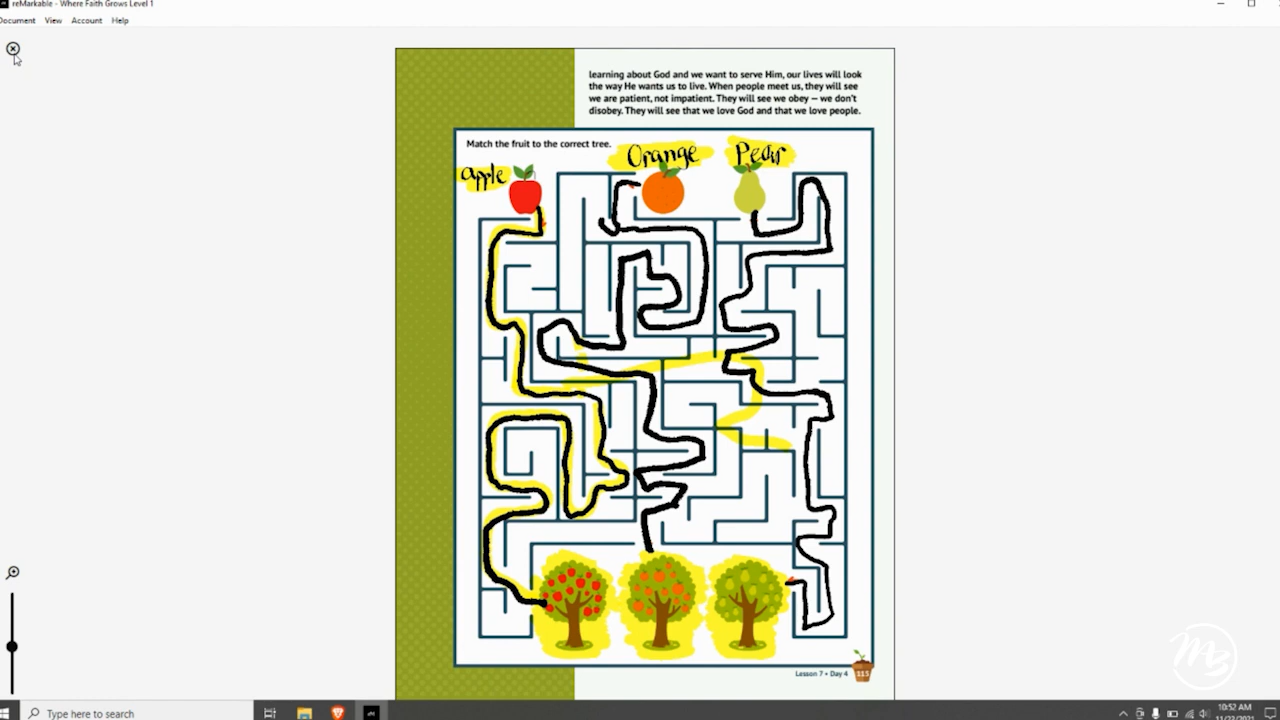 reMarkable - Where Faith Grows Level 1
Document View Account Help
learning about God and we want to serve Him, our lives will look
the way He wants us to live. When people meet us, they will see
we are patient, not impatient. They will see we obey — we don't
disobey. They will see that we love God and that we love people.
Match the fruit to the correct tree.
apple
Orange
Pear
Lesson 7 • Day 4
115
MB
Type here to search
10:52 AM